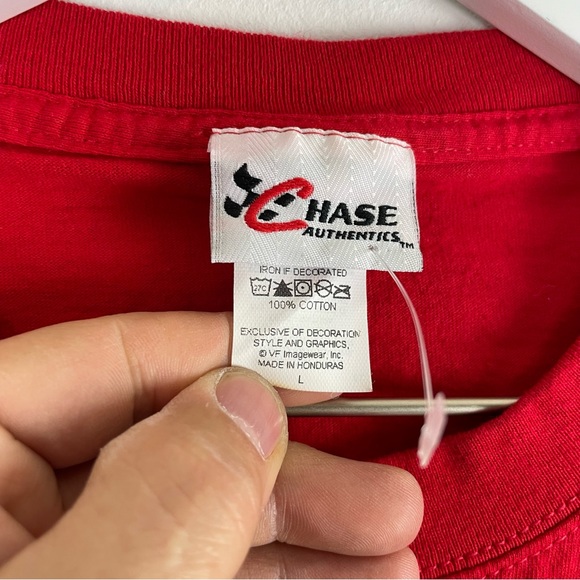 CHASE
AUTHENTICS TM
IRON IF DECORATED
27C
100% COTTON
EXCLUSIVE OF DECORATION
STYLE AND GRAPHICS,
© VF Imagewear, Inc.
MADE IN HONDURAS
L